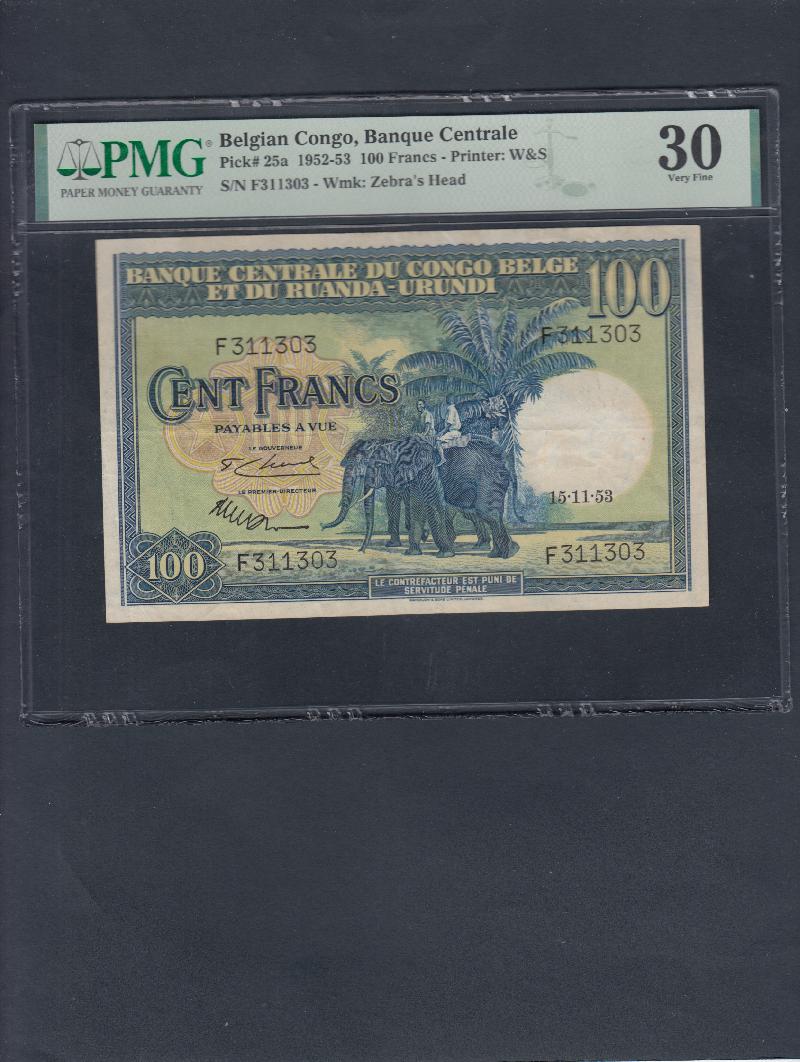 PMG®
PAPER MONEY GUARANTY
Belgian Congo, Banque Centrale
Pick# 25a 1952-53 100 Francs - Printer: W&S
S/N F311303 - Wmk: Zebra's Head
30
Very Fine
BANQUE CENTRALE DU CONGO BELGE
ET DU RUANDA-URUNDI
100
F311303
F311303
CENT FRANCS
PAYABLES A VUE
LE GOUVERNEUR
LE PREMIER-DIRECTEUR
15·11·53
100
F311303
F311303
LE CONTREFACTEUR EST PUNI DE
SERVITUDE PENALE